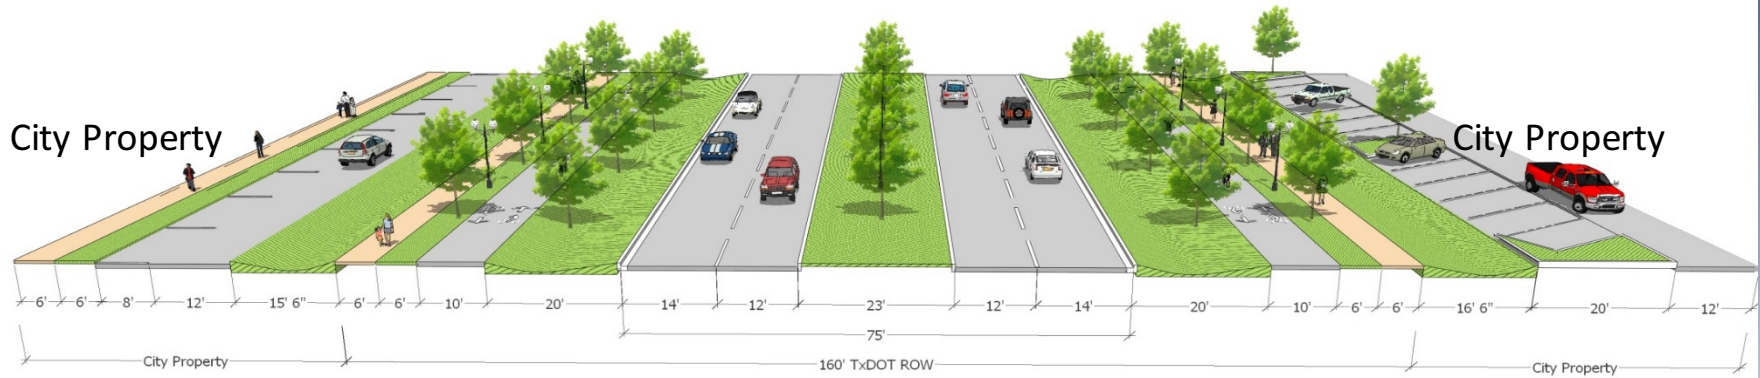 City Property
City Property
6' 6' 8' 12' 15' 6" 6' 6' 10' 20' 14' 12' 23' 12' 14' 20' 10' 6' 6' 16' 6" 20' 12'
75'
City Property 160' TxDOT ROW City Property